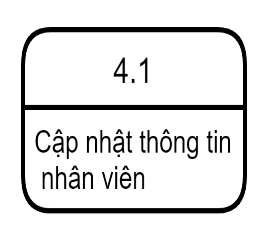 4.1
Cập nhật thông tin
nhân viên